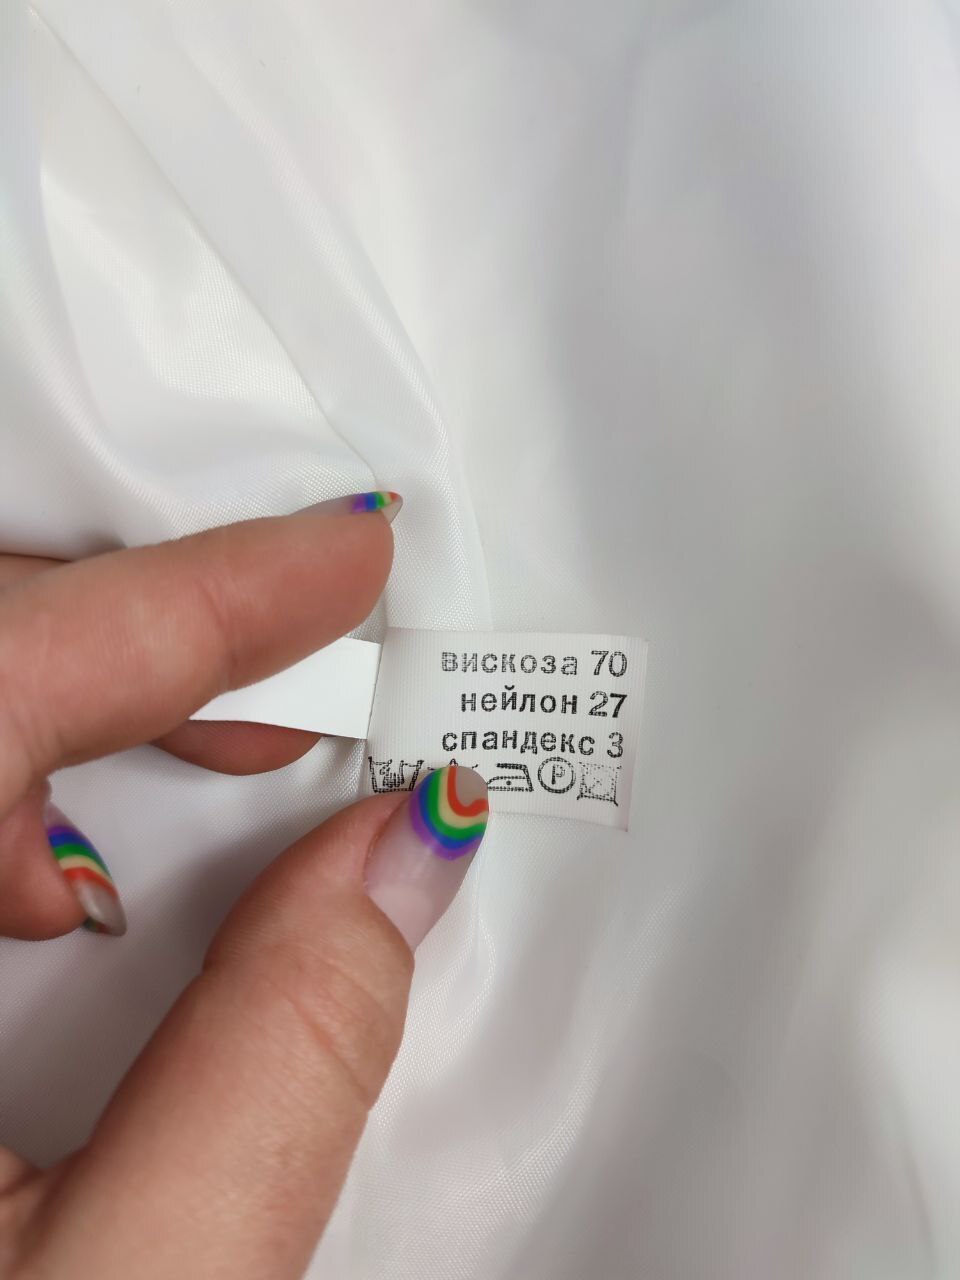 вискоза 70
нейлон 27
спандекс 3
P